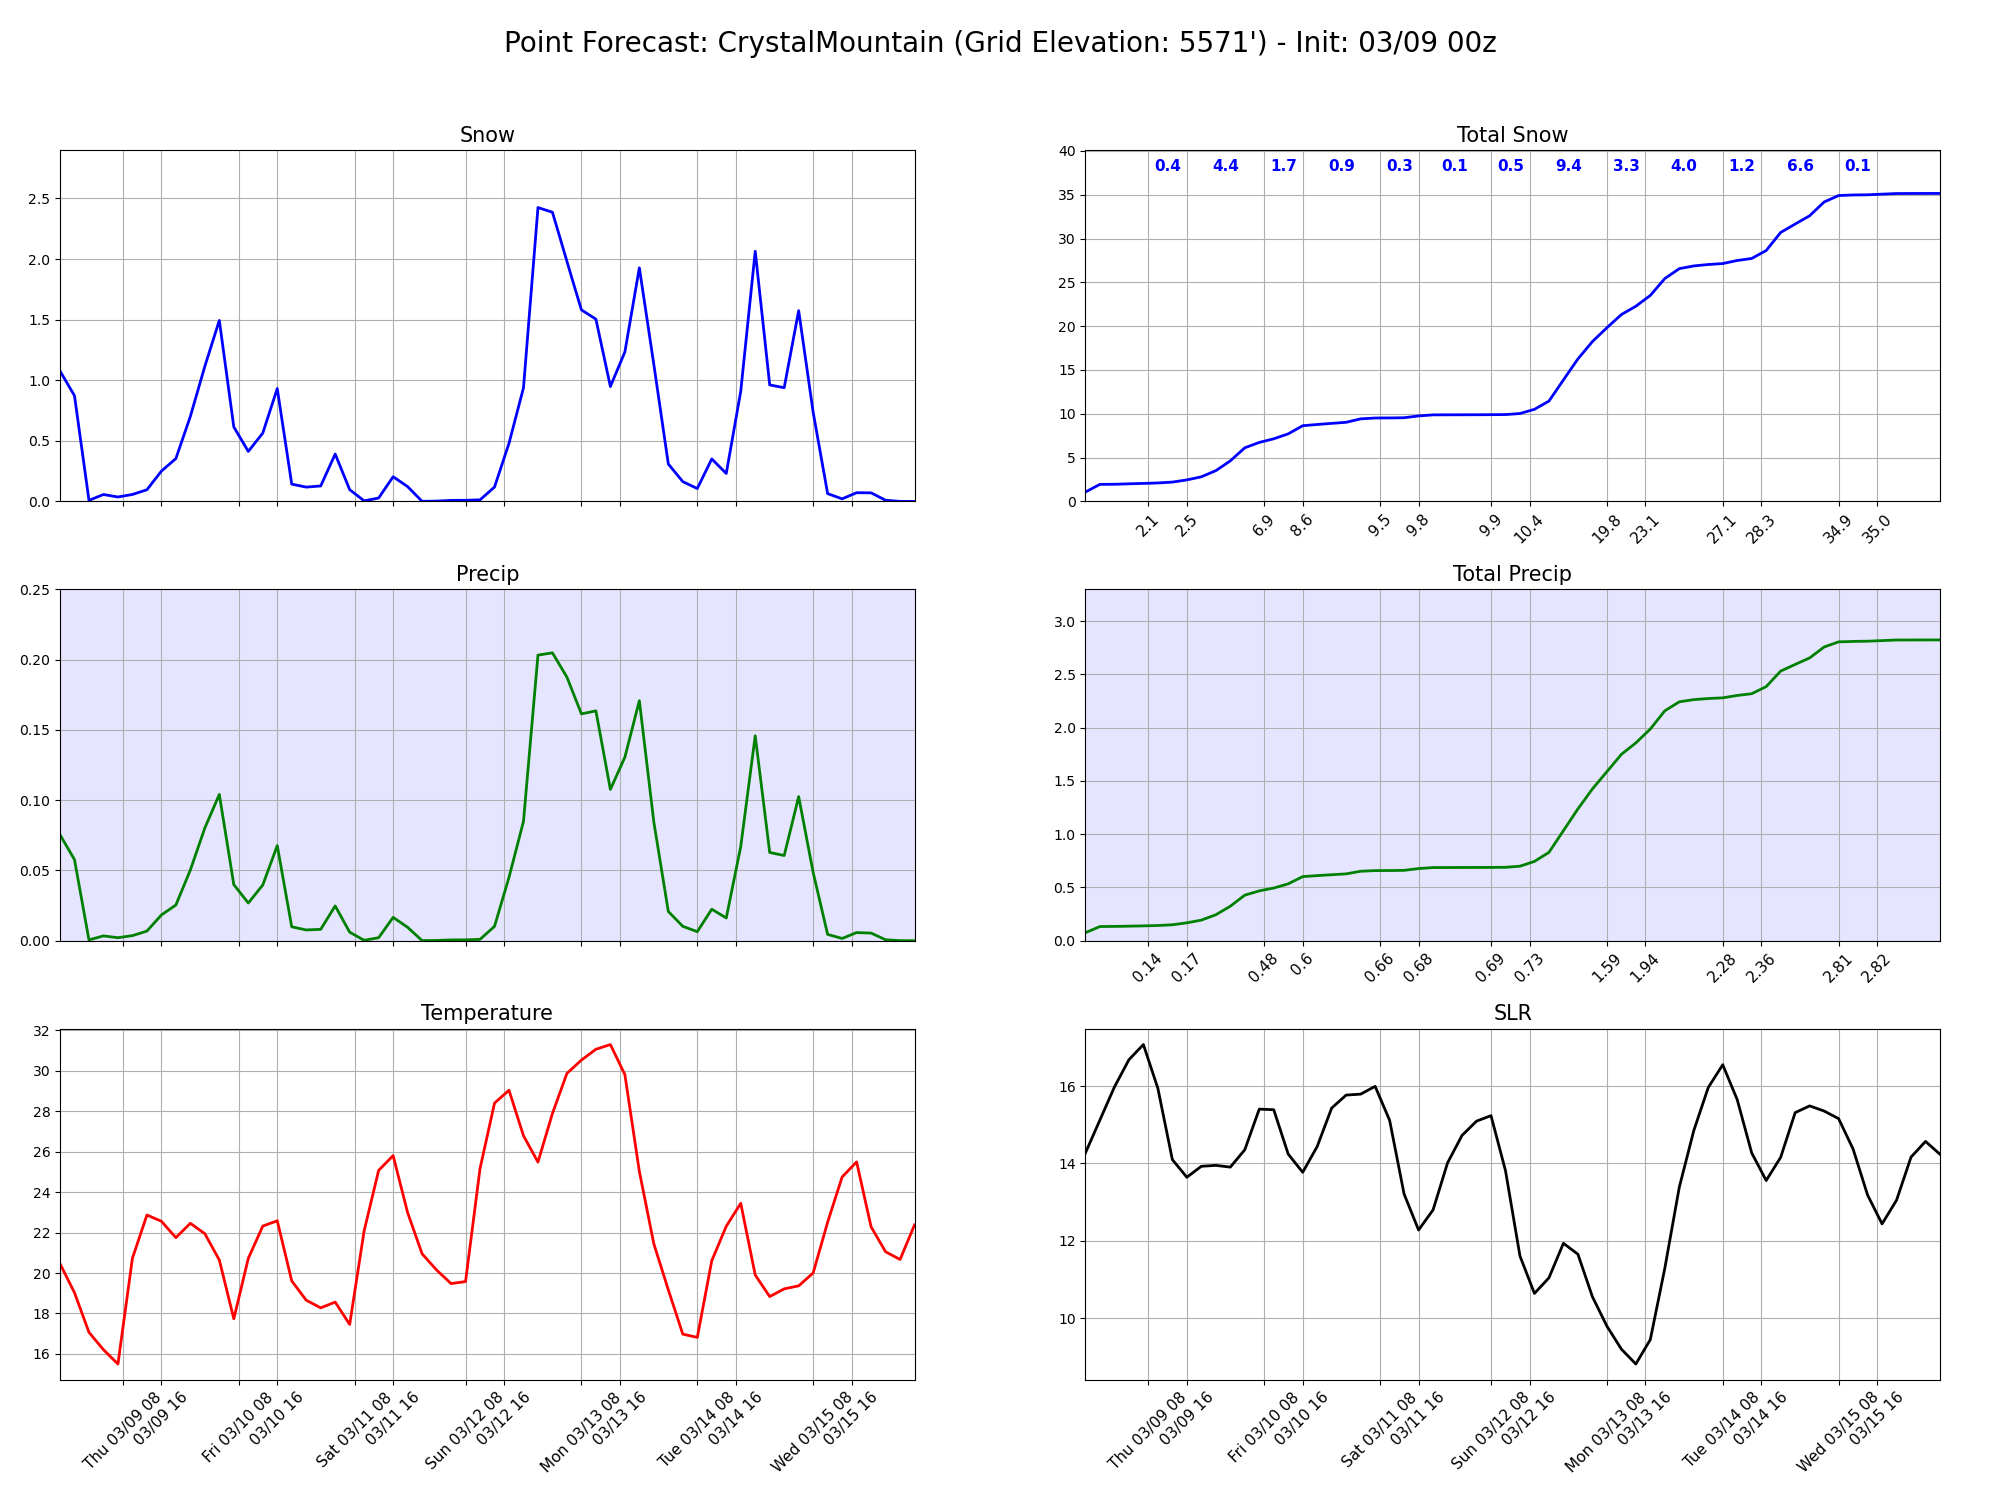 Point Forecast: CrystalMountain (Grid Elevation: 5571') - Init: 03/09 00z
Snow
2.5
2.0
1.5
1.0
0.5
0.0
Total Snow
40
35
30
25
20
15
10
5
0
0.4 4.4 1.7 0.9 0.3 0.1 0.5 9.4 3.3 4.0 1.2 6.6 0.1
2.1 2.5 6.9 8.6 9.5 9.8 9.9 10.4 19.8 23.1 27.1 28.3 34.9 35.0
Precip
0.25
0.20
0.15
0.10
0.05
0.00
Total Precip
3.0
2.5
2.0
1.5
1.0
0.5
0.0
0.14 0.17 0.48 0.6 0.66 0.68 0.69 0.73 1.59 1.94 2.28 2.36 2.81 2.82
Temperature
32
30
28
26
24
22
20
18
16
Thu 03/09 08
03/09 16
Fri 03/10 08
03/10 16
Sat 03/11 08
03/11 16
Sun 03/12 08
03/12 16
Mon 03/13 08
03/13 16
Tue 03/14 08
03/14 16
Wed 03/15 08
03/15 16
SLR
16
14
12
10
Thu 03/09 08
03/09 16
Fri 03/10 08
03/10 16
Sat 03/11 08
03/11 16
Sun 03/12 08
03/12 16
Mon 03/13 08
03/13 16
Tue 03/14 08
03/14 16
Wed 03/15 08
03/15 16